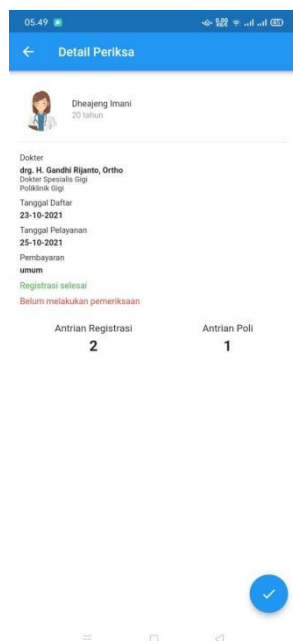 05.49
Detail Periksa
Dheajeng Imani
20 tahun
Dokter
drg. H. Gandhi Rijanto, Ortho
Dokter Spesialis Gigi
Poliklinik Gigi
Tanggal Daftar
23-10-2021
Tanggal Pelayanan
25-10-2021
Pembayaran
umum
Registrasi selesai
Belum melakukan pemeriksaan
Antrian Registrasi
2
Antrian Poli
1